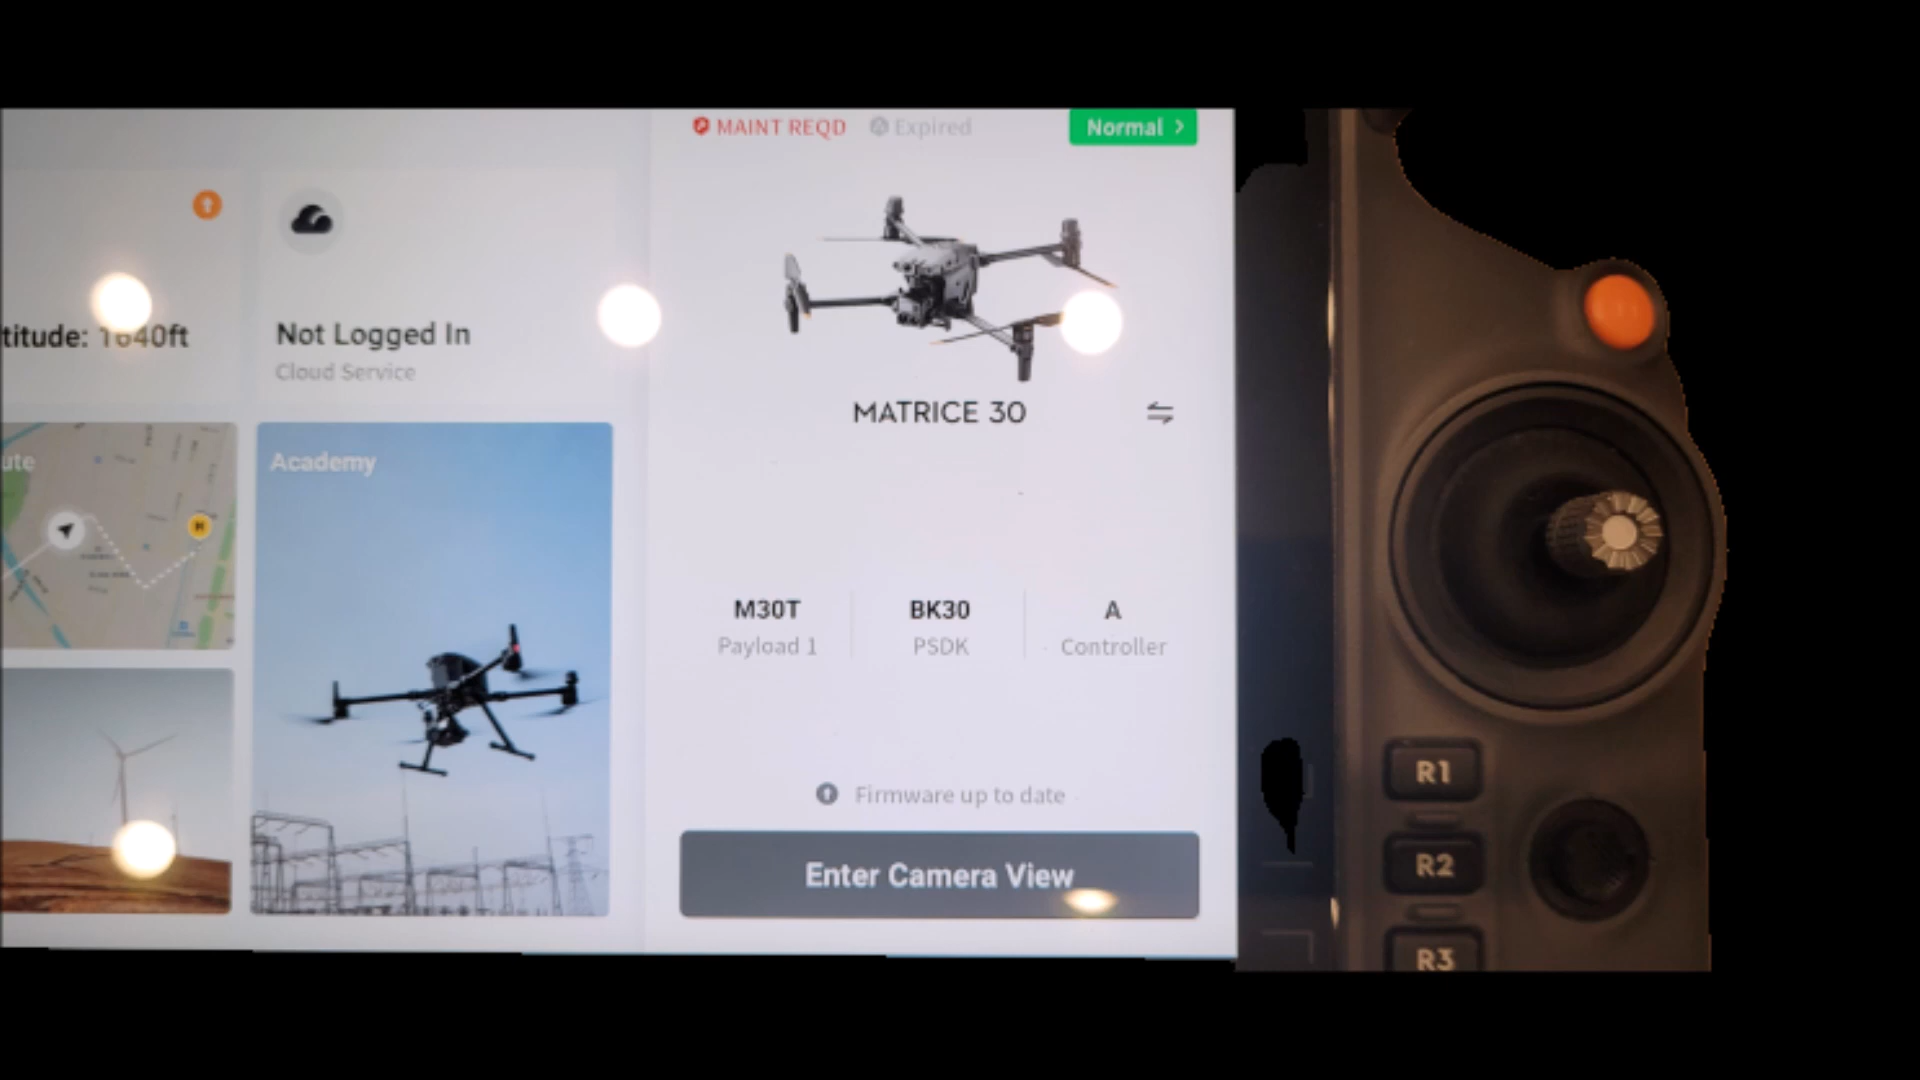 MAINT REQD Expired Normal
titude: 1640ft
Not Logged In
Cloud Service
MATRICE 30
ute
Academy
H
M30T BK30 A
Payload 1 PSDK Controller
Firmware up to date
Enter Camera View
R1
R2
R3